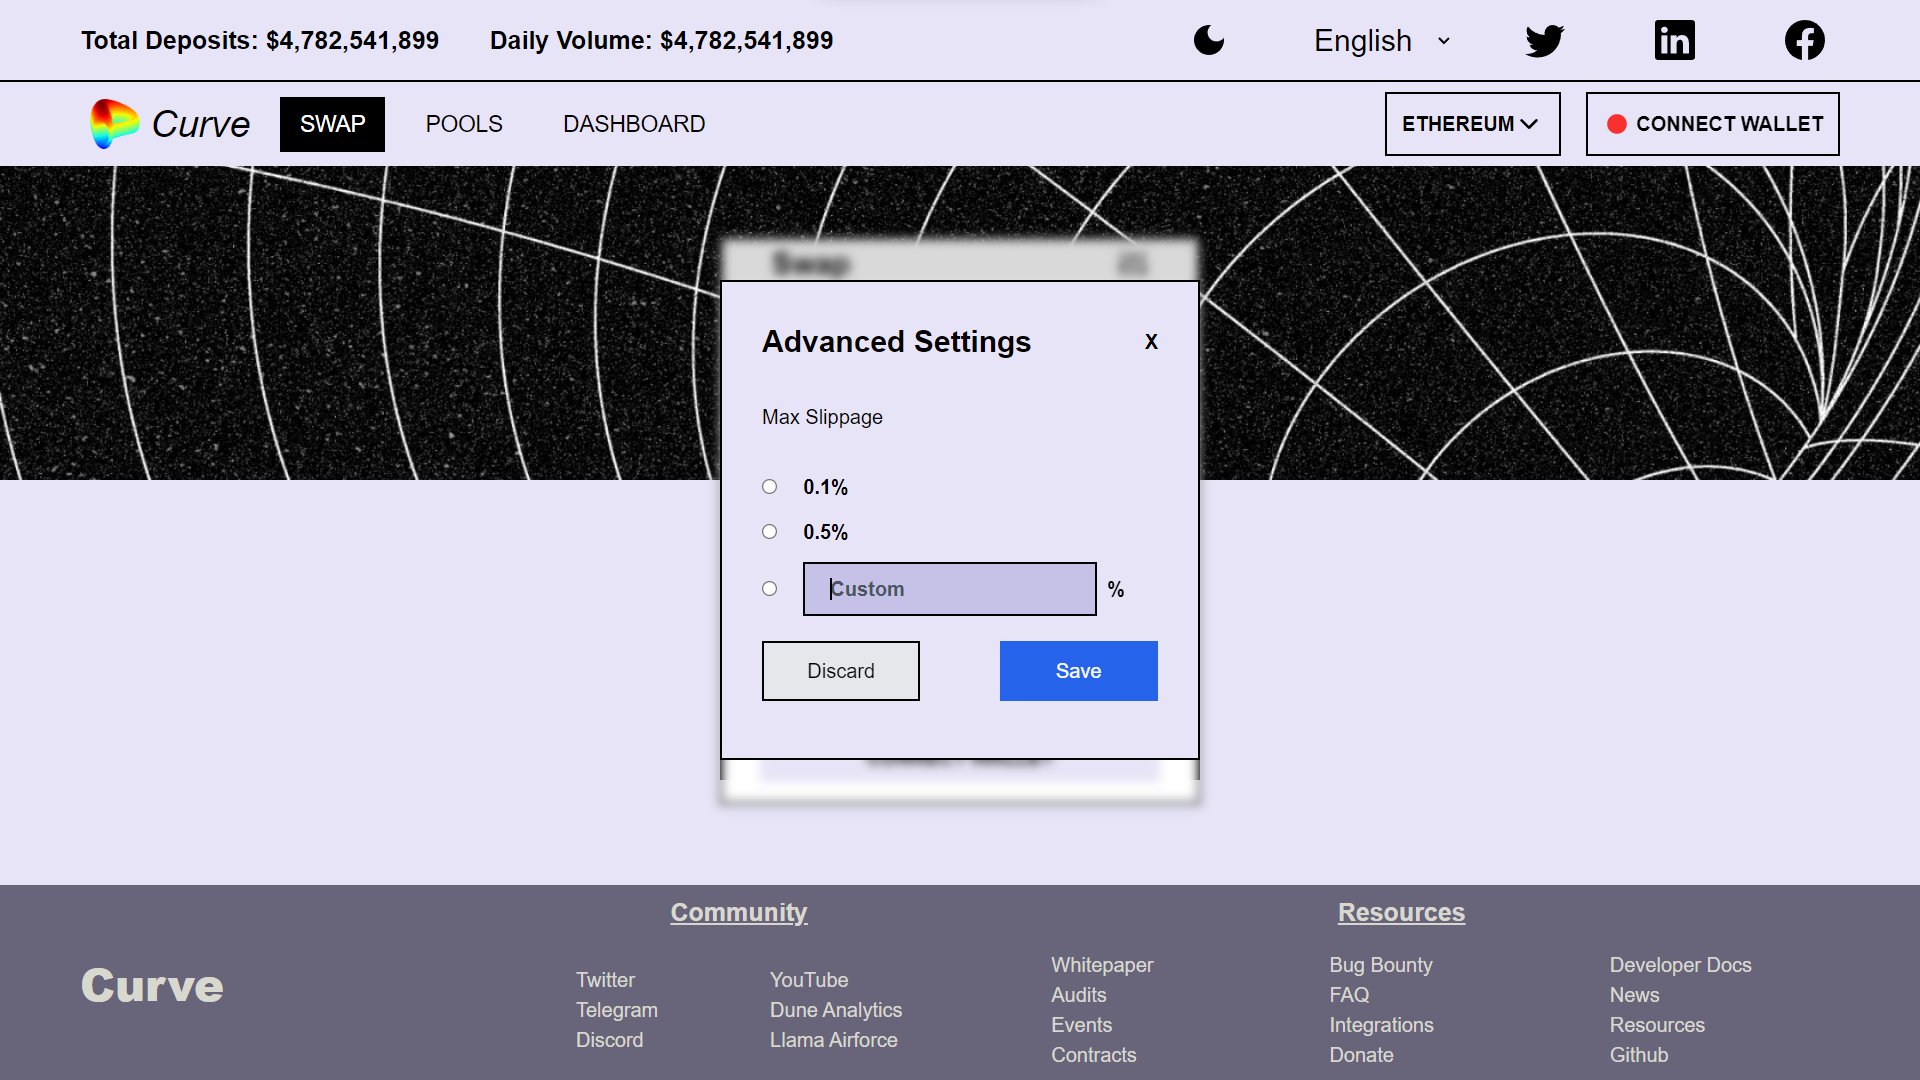 Total Deposits: $4,782,541,899 Daily Volume: $4,782,541,899 English
Curve SWAP POOLS DASHBOARD ETHEREUM CONNECT WALLET
Swap
Advanced Settings X
Max Slippage
0.1%
0.5%
Custom %
Discard Save
Community Resources
Curve
Twitter YouTube
Telegram Dune Analytics
Discord Llama Airforce
Whitepaper Bug Bounty Developer Docs
Audits FAQ News
Events Integrations Resources
Contracts Donate Github